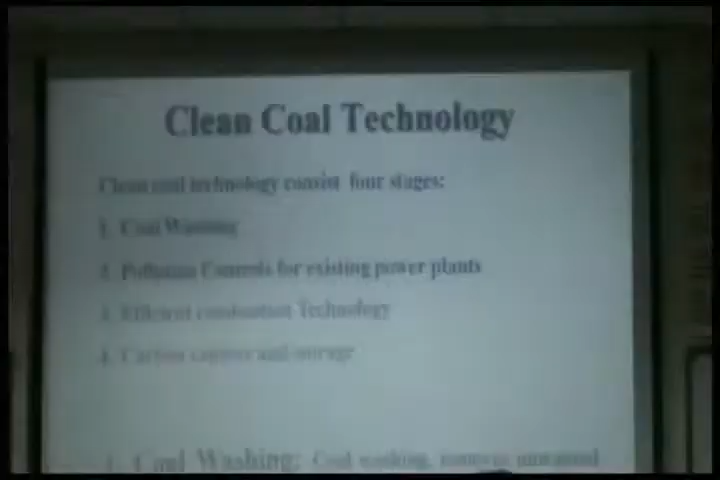 Clean Coal Technology
Clean coal technology consist four stages:
1. Coal Washing
2. Pollution Controls for existing power plants
3. Efficient combustion Technology
4. Carbon capture and storage
1. Coal Washing: Coal washing, removes unwanted